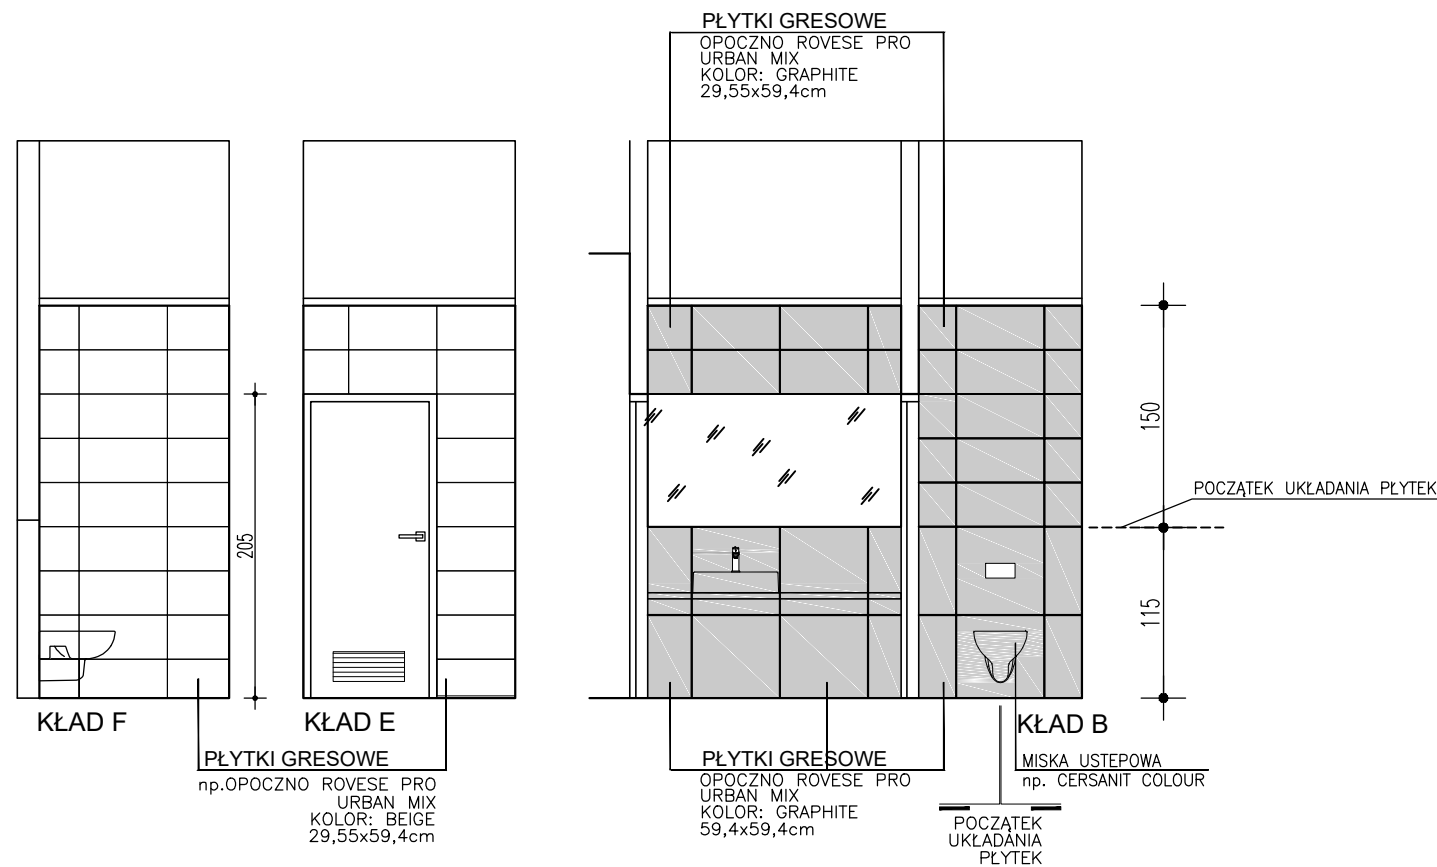 PŁYTKI GRESOWE
OPOCZNO ROVESE PRO
URBAN MIX
KOLOR: GRAPHITE
29,55x59,4cm
205
150
POCZĄTEK UKŁADANIA PŁYTEK
115
KŁAD F
KŁAD E
KŁAD B
PŁYTKI GRESOWE
np.OPOCZNO ROVESE PRO
URBAN MIX
KOLOR: BEIGE
29,55x59,4cm
PŁYTKI GRESOWE
OPOCZNO ROVESE PRO
URBAN MIX
KOLOR: GRAPHITE
59,4x59,4cm
MISKA USTEPOWA
np. CERSANIT COLOUR
POCZĄTEK
UKŁADANIA
PŁYTEK